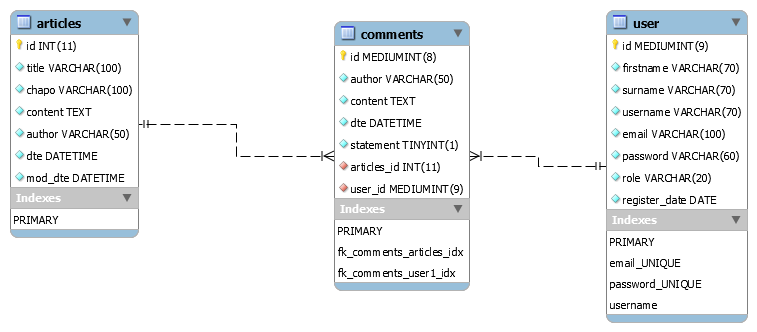 articles
id INT(11)
title VARCHAR(100)
chapo VARCHAR(100)
content TEXT
author VARCHAR(50)
dte DATETIME
mod_dte DATETIME
Indexes
PRIMARY
comments
id MEDIUMINT(8)
author VARCHAR(50)
content TEXT
dte DATETIME
statement TINYINT(1)
articles_id INT(11)
user_id MEDIUMINT(9)
Indexes
PRIMARY
fk_comments_articles_idx
fk_comments_user1_idx
user
id MEDIUMINT(9)
firstname VARCHAR(70)
surname VARCHAR(70)
username VARCHAR(70)
email VARCHAR(100)
password VARCHAR(60)
role VARCHAR(20)
register_date DATE
Indexes
PRIMARY
email_UNIQUE
password_UNIQUE
username